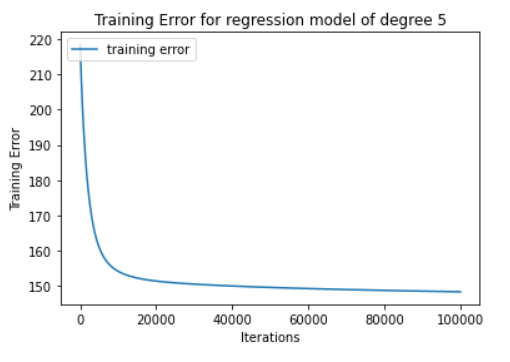 Training Error for regression model of degree 5
training error
220
210
200
190
180
170
160
150
Training Error
0 20000 40000 60000 80000 100000
Iterations